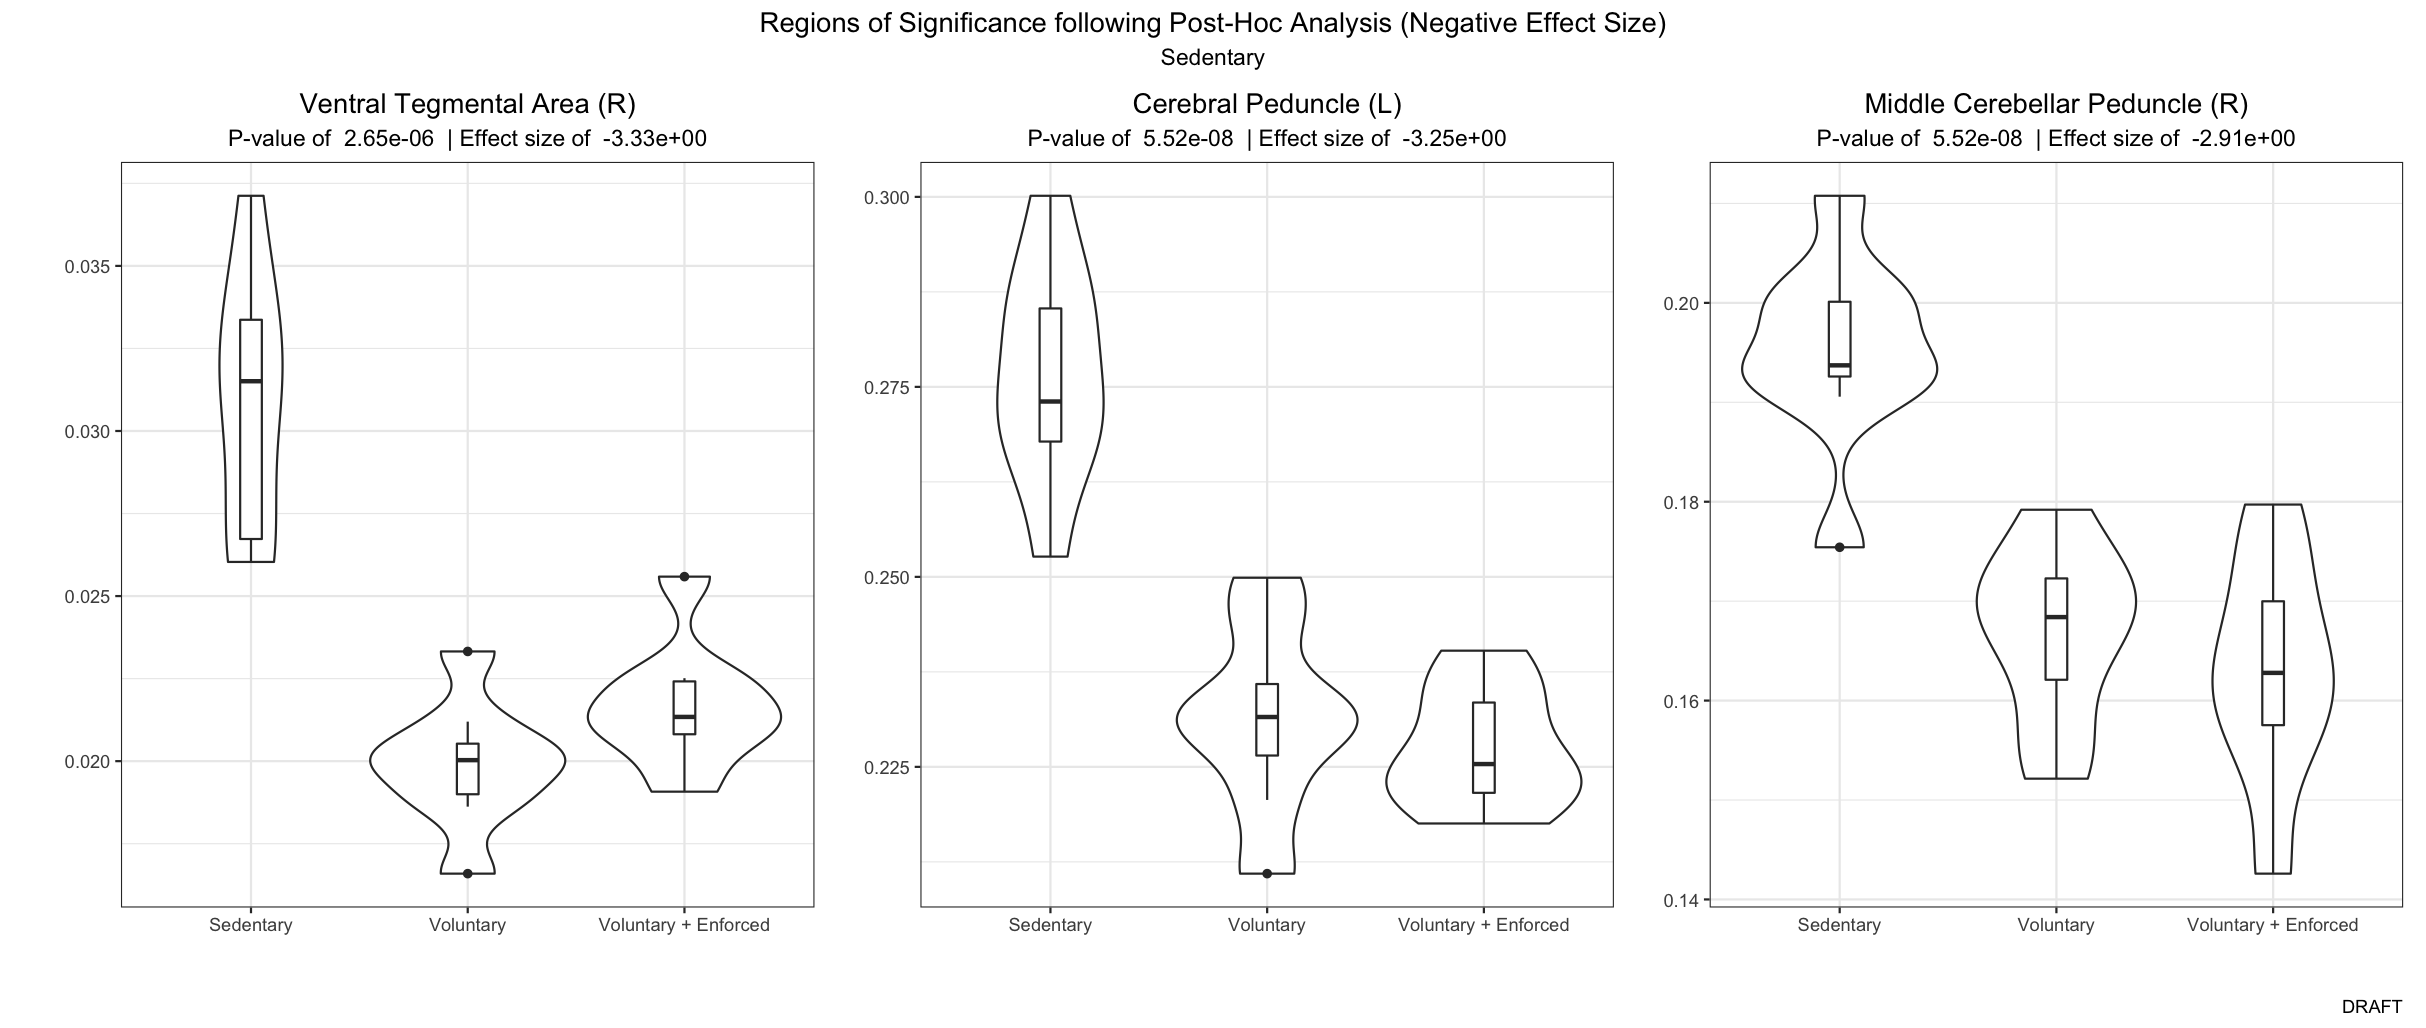 Regions of Significance following Post-Hoc Analysis (Negative Effect Size)
Sedentary
Ventral Tegmental Area (R)
P-value of 2.65e-06 | Effect size of -3.33e+00
0.035
0.030
0.025
0.020
Sedentary
Voluntary
Voluntary + Enforced
Cerebral Peduncle (L)
P-value of 5.52e-08 | Effect size of -3.25e+00
0.300
0.275
0.250
0.225
Sedentary
Voluntary
Voluntary + Enforced
Middle Cerebellar Peduncle (R)
P-value of 5.52e-08 | Effect size of -2.91e+00
0.20
0.18
0.16
0.14
Sedentary
Voluntary
Voluntary + Enforced
DRAFT